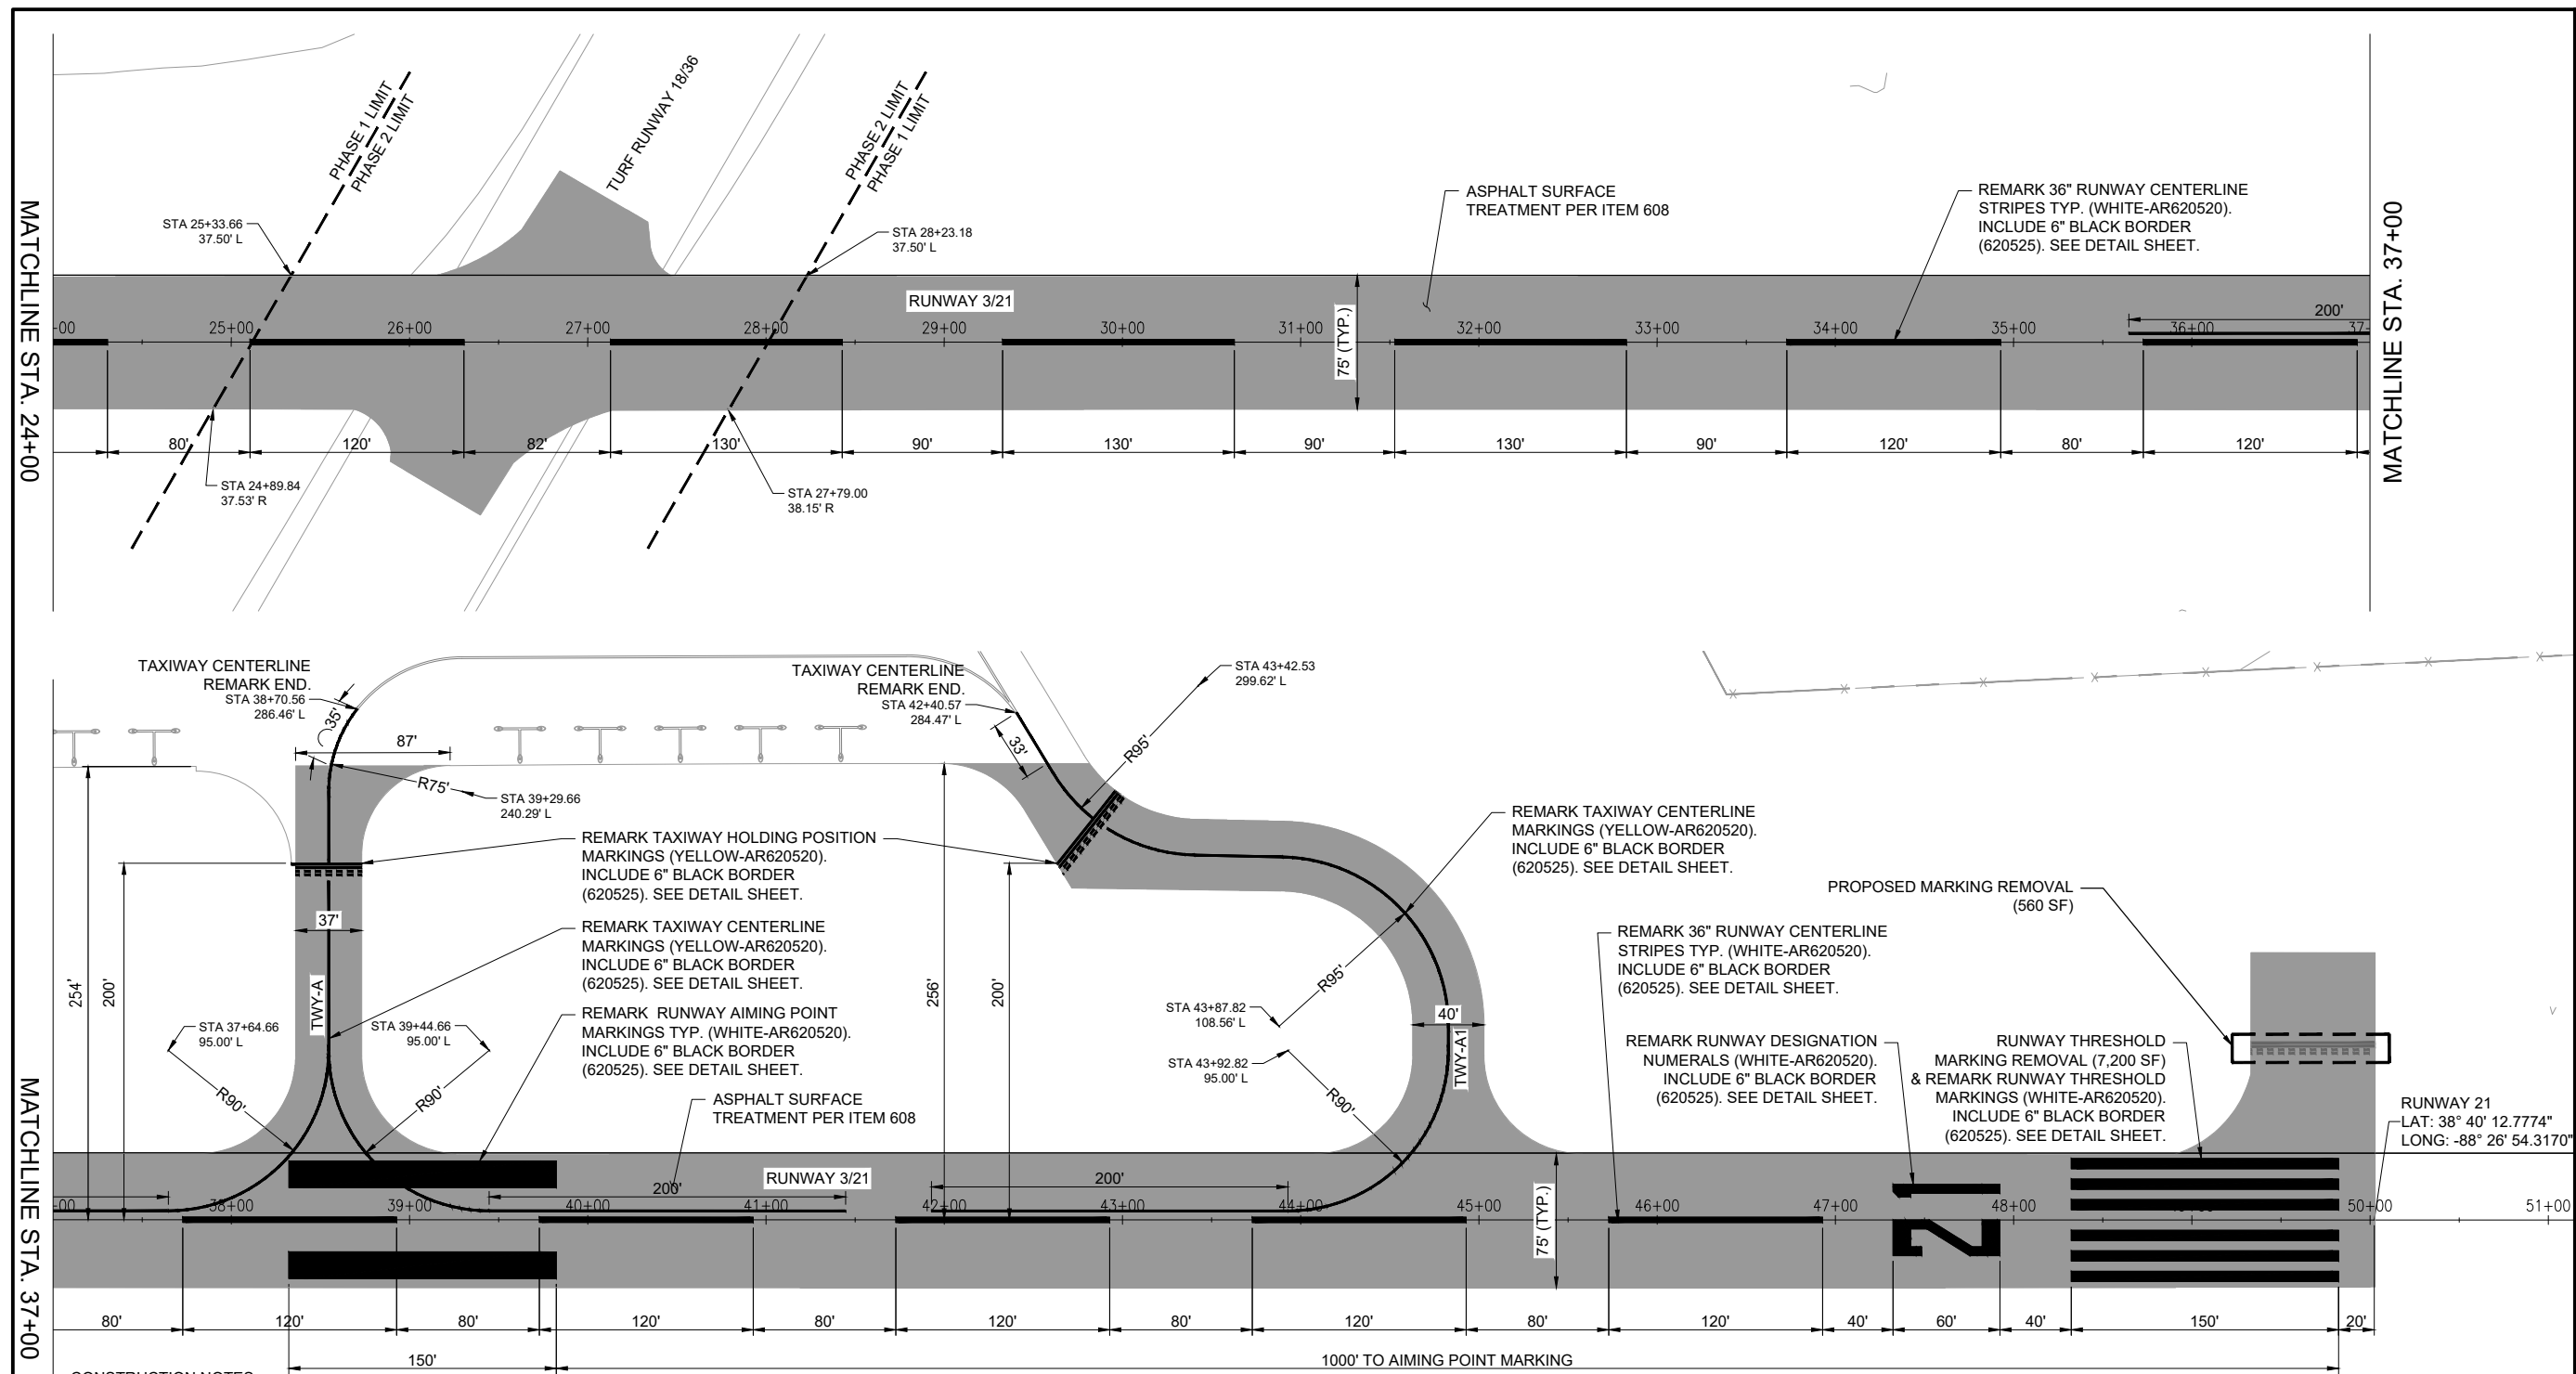 MATCHLINE STA. 24+00
PHASE 1 LIMIT
PHASE 2 LIMIT
TURF RUNWAY 18/36
PHASE 2 LIMIT
PHASE 1 LIMIT
STA 25+33.66
37.50' L
STA 28+23.18
37.50' L
ASPHALT SURFACE
TREATMENT PER ITEM 608
REMARK 36" RUNWAY CENTERLINE
STRIPES TYP. (WHITE-AR620520).
INCLUDE 6" BLACK BORDER
(620525). SEE DETAIL SHEET.
MATCHLINE STA. 37+00
RUNWAY 3/21
200'
-00 25+00 26+00 27+00 28+00 29+00 30+00 31+00 32+00 33+00 34+00 35+00 36+00 37-
75' (TYP.)
80' 120' 82' 130' 90' 130' 90' 130' 90' 120' 80' 120'
STA 24+89.84
37.53' R
STA 27+79.00
38.15' R
TAXIWAY CENTERLINE
REMARK END.
STA 38+70.56
286.46' L
35'
87'
R75'
STA 39+29.66
240.29' L
TAXIWAY CENTERLINE
REMARK END.
STA 42+40.57
284.47' L
33'
R95'
STA 43+42.53
299.62' L
REMARK TAXIWAY HOLDING POSITION
MARKINGS (YELLOW-AR620520).
INCLUDE 6" BLACK BORDER
(620525). SEE DETAIL SHEET.
REMARK TAXIWAY CENTERLINE
MARKINGS (YELLOW-AR620520).
INCLUDE 6" BLACK BORDER
(620525). SEE DETAIL SHEET.
REMARK RUNWAY AIMING POINT
MARKINGS TYP. (WHITE-AR620520).
INCLUDE 6" BLACK BORDER
(620525). SEE DETAIL SHEET.
ASPHALT SURFACE
TREATMENT PER ITEM 608
REMARK TAXIWAY CENTERLINE
MARKINGS (YELLOW-AR620520).
INCLUDE 6" BLACK BORDER
(620525). SEE DETAIL SHEET.
PROPOSED MARKING REMOVAL
(560 SF)
REMARK 36" RUNWAY CENTERLINE
STRIPES TYP. (WHITE-AR620520).
INCLUDE 6" BLACK BORDER
(620525). SEE DETAIL SHEET.
REMARK RUNWAY DESIGNATION
NUMERALS (WHITE-AR620520).
INCLUDE 6" BLACK BORDER
(620525). SEE DETAIL SHEET.
RUNWAY THRESHOLD
MARKING REMOVAL (7,200 SF)
& REMARK RUNWAY THRESHOLD
MARKINGS (WHITE-AR620520).
INCLUDE 6" BLACK BORDER
(620525). SEE DETAIL SHEET.
RUNWAY 21
LAT: 38° 40' 12.7774"
LONG: -88° 26' 54.3170"
254'
200'
37'
TWY-A
STA 37+64.66
95.00' L
STA 39+44.66
95.00' L
R90'
R90'
256'
200'
R95'
STA 43+87.82
108.56' L
STA 43+92.82
95.00' L
R90'
40'
TWY-A1
MATCHLINE STA. 37+00
RUNWAY 3/21
200'
200'
75' (TYP.)
21
-00 38+00 39+00 40+00 41+00 42+00 43+00 44+00 45+00 46+00 47+00 48+00 50+00 51+00
80' 120' 80' 120' 80' 120' 80' 120' 80' 120' 40' 60' 40' 150' 20'
150'
1000' TO AIMING POINT MARKING
CONSTRUCTION NOTES